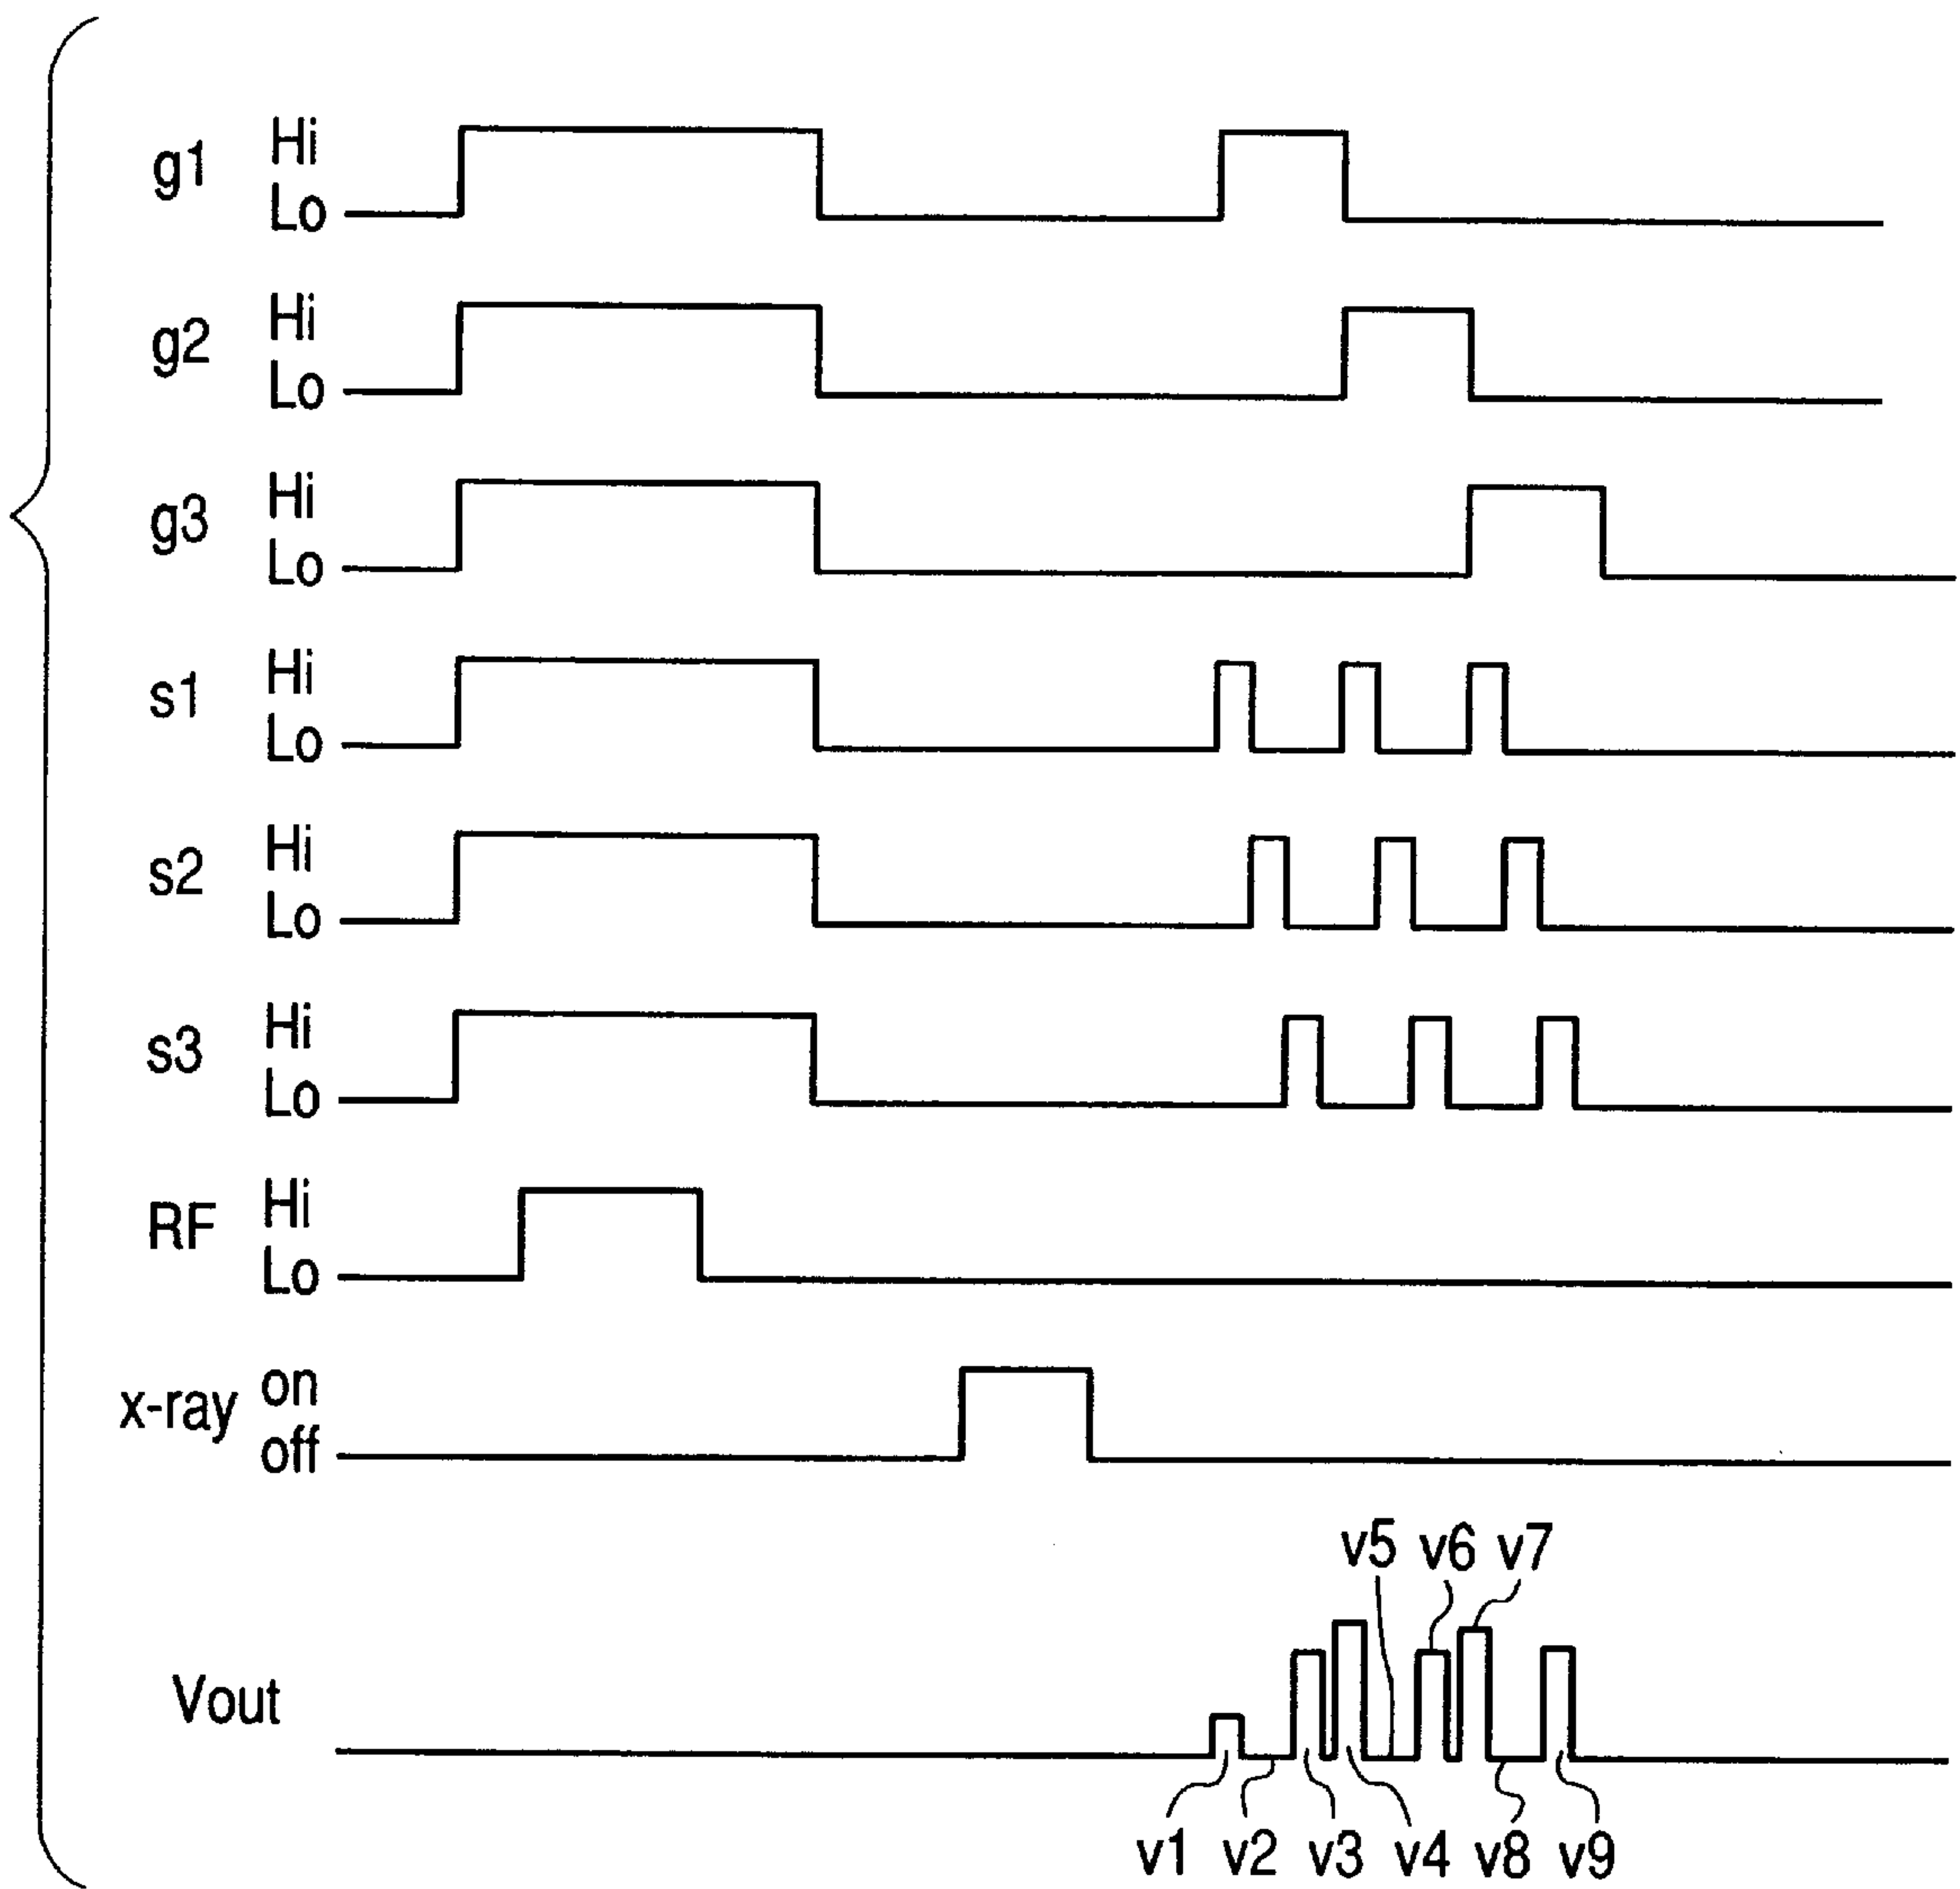 g1 Hi
Lo
g2 Hi
Lo
g3 Hi
Lo
s1 Hi
Lo
s2 Hi
Lo
s3 Hi
Lo
RF Hi
Lo
x-ray on
off
v5 v6 v7
Vout
v1 v2 v3 v4 v8 v9